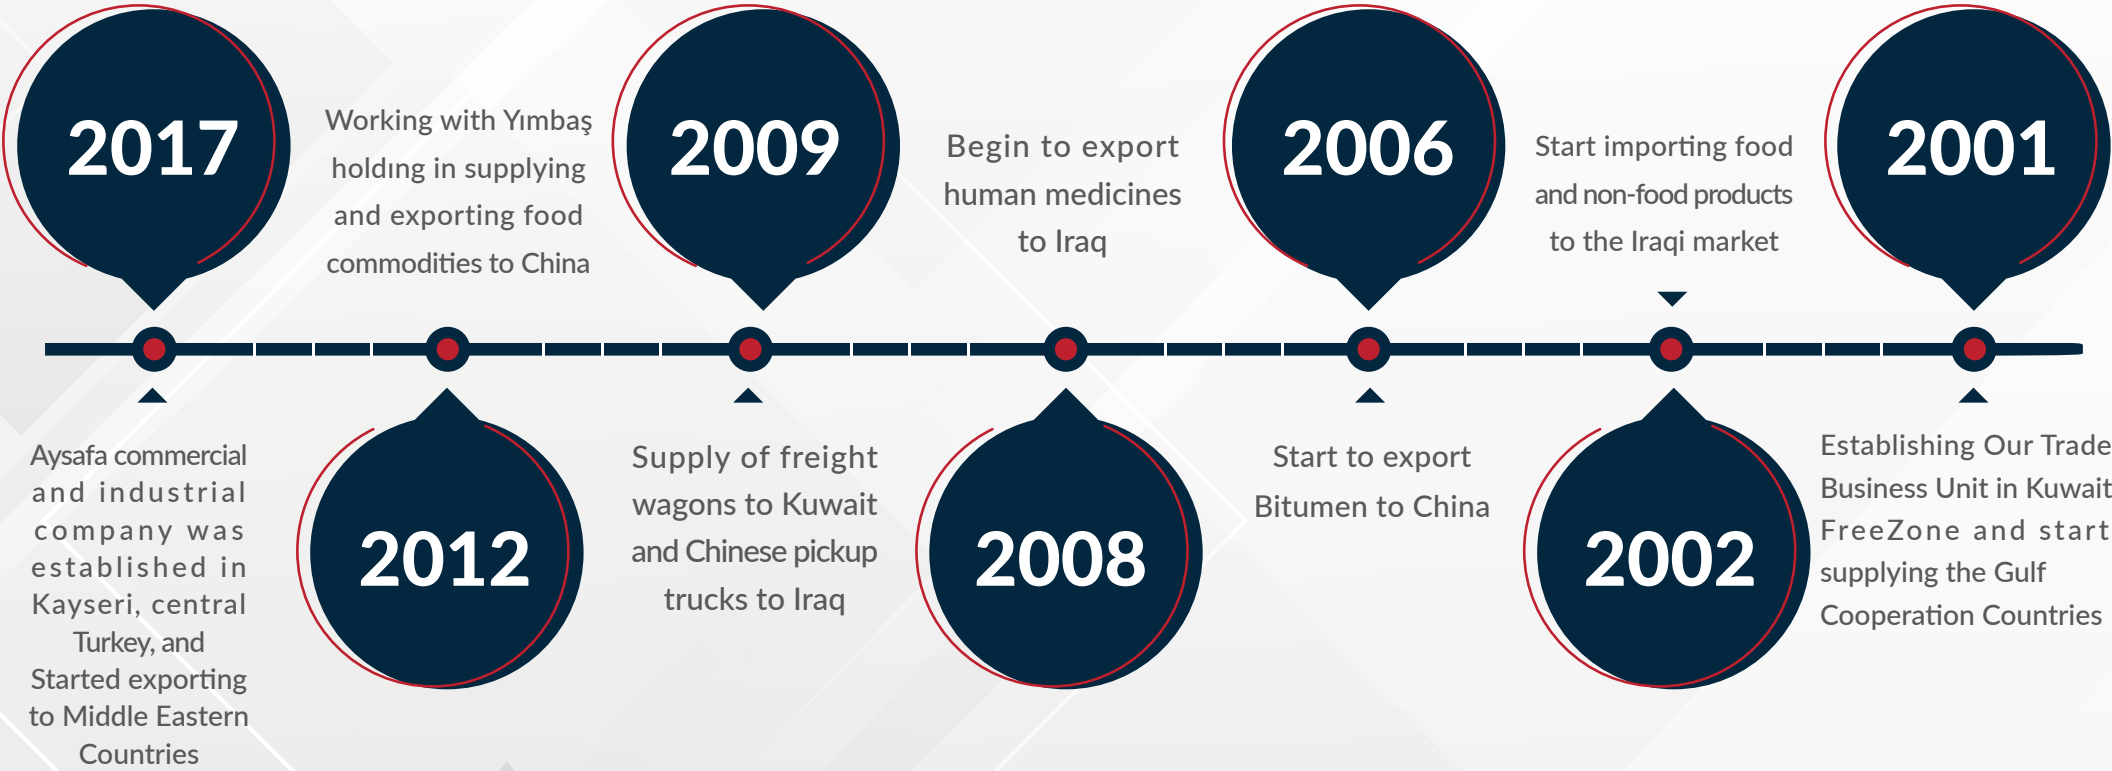 2017
Aysafa commercial
and industrial
company was
established in
Kayseri, central
Turkey, and
Started exporting
to Middle Eastern
Countries
Working with Yımbaş
holdıng in supplying
and exporting food
commodities to China
2012
2009
Supply of freight
wagons to Kuwait
and Chinese pickup
trucks to Iraq
Begin to export
human medicines
to Iraq
2008
2006
Start to export
Bitumen to China
Start importing food
and non-food products
to the Iraqi market
2002
2001
Establishing Our Trade
Business Unit in Kuwait
FreeZone and start
supplying the Gulf
Cooperation Countries